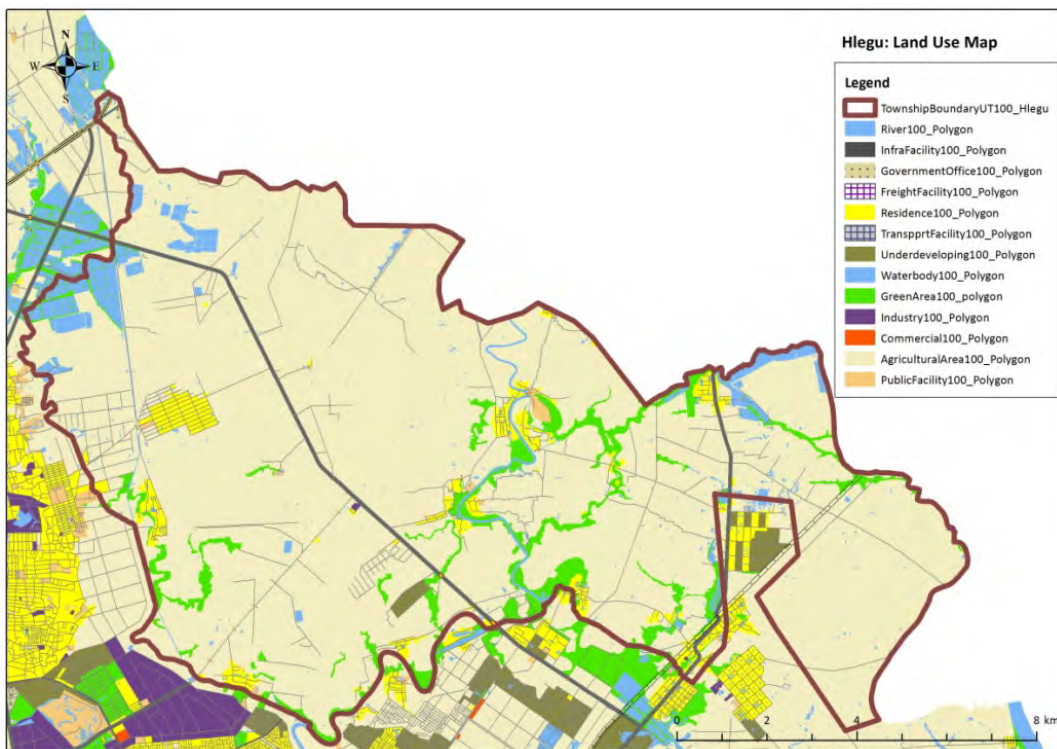 N
W E
S
Hlegu: Land Use Map
Legend
TownshipBoundaryUT100_Hlegu
River100_Polygon
InfraFacility100_Polygon
GovernmentOffice100_Polygon
FreightFacility100_Polygon
Residence100_Polygon
TranspprtFacility100_Polygon
Underdeveloping100_Polygon
Waterbody100_Polygon
GreenArea100_polygon
Industry100_Polygon
Commercial100_Polygon
AgriculturalArea100_Polygon
PublicFacility100_Polygon
0 2 4 8 km